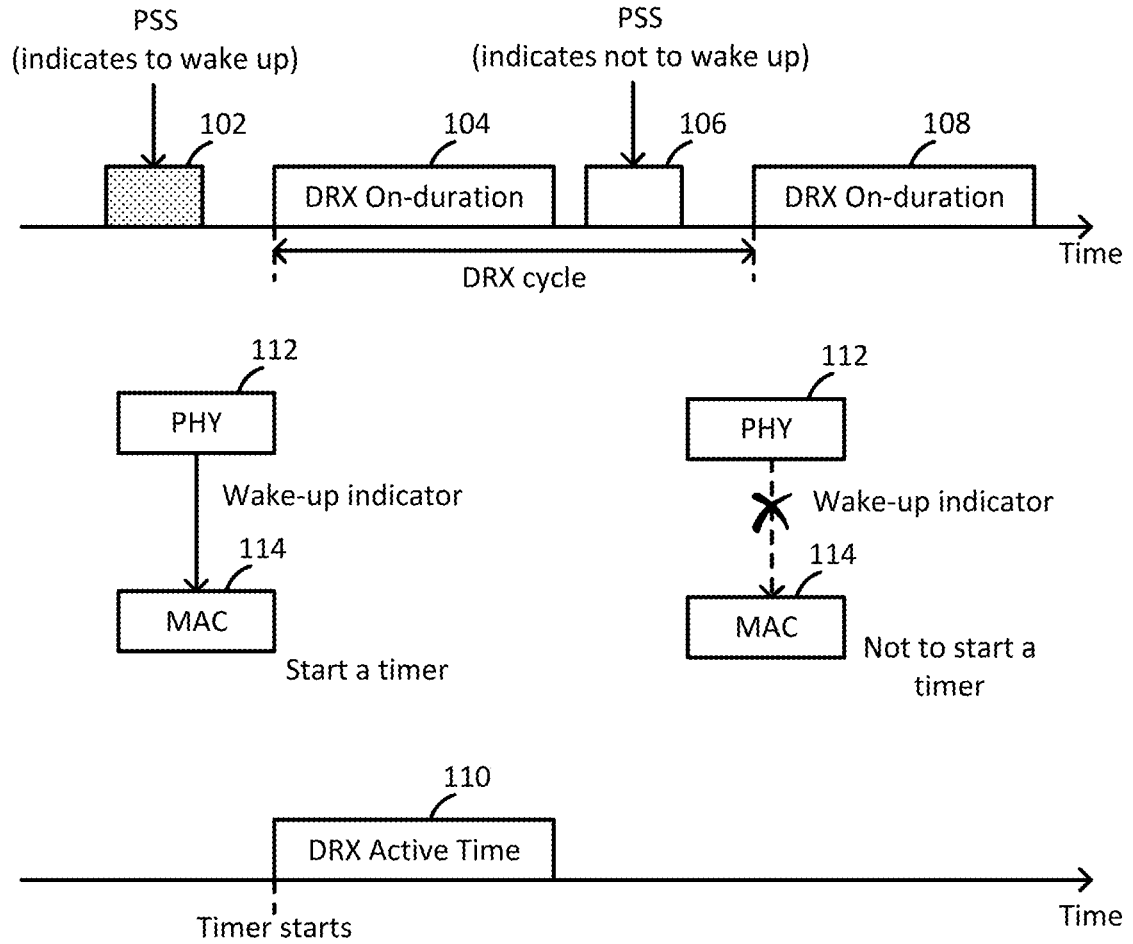 PSS
(indicates to wake up)
PSS
(indicates not to wake up)
102
104
106
108
DRX On-duration
DRX On-duration
Time
DRX cycle
112
PHY
Wake-up indicator
114
MAC
Start a timer
112
PHY
Wake-up indicator
114
MAC
Not to start a
timer
110
DRX Active Time
Time
Timer starts